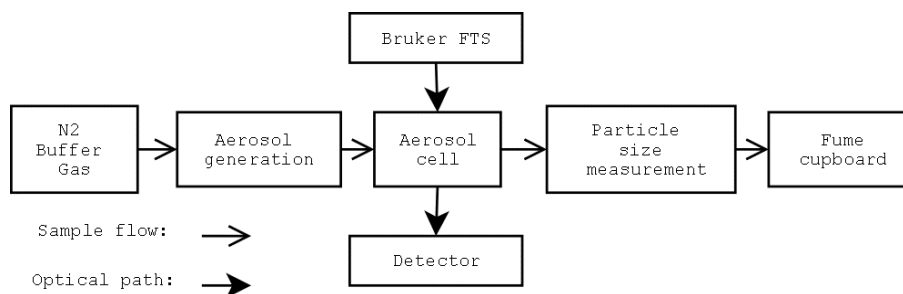 Bruker FTS
N2
Buffer
Gas
Aerosol
generation
Aerosol
cell
Particle
size
measurement
Fume
cupboard
Sample flow:
Detector
Optical path: